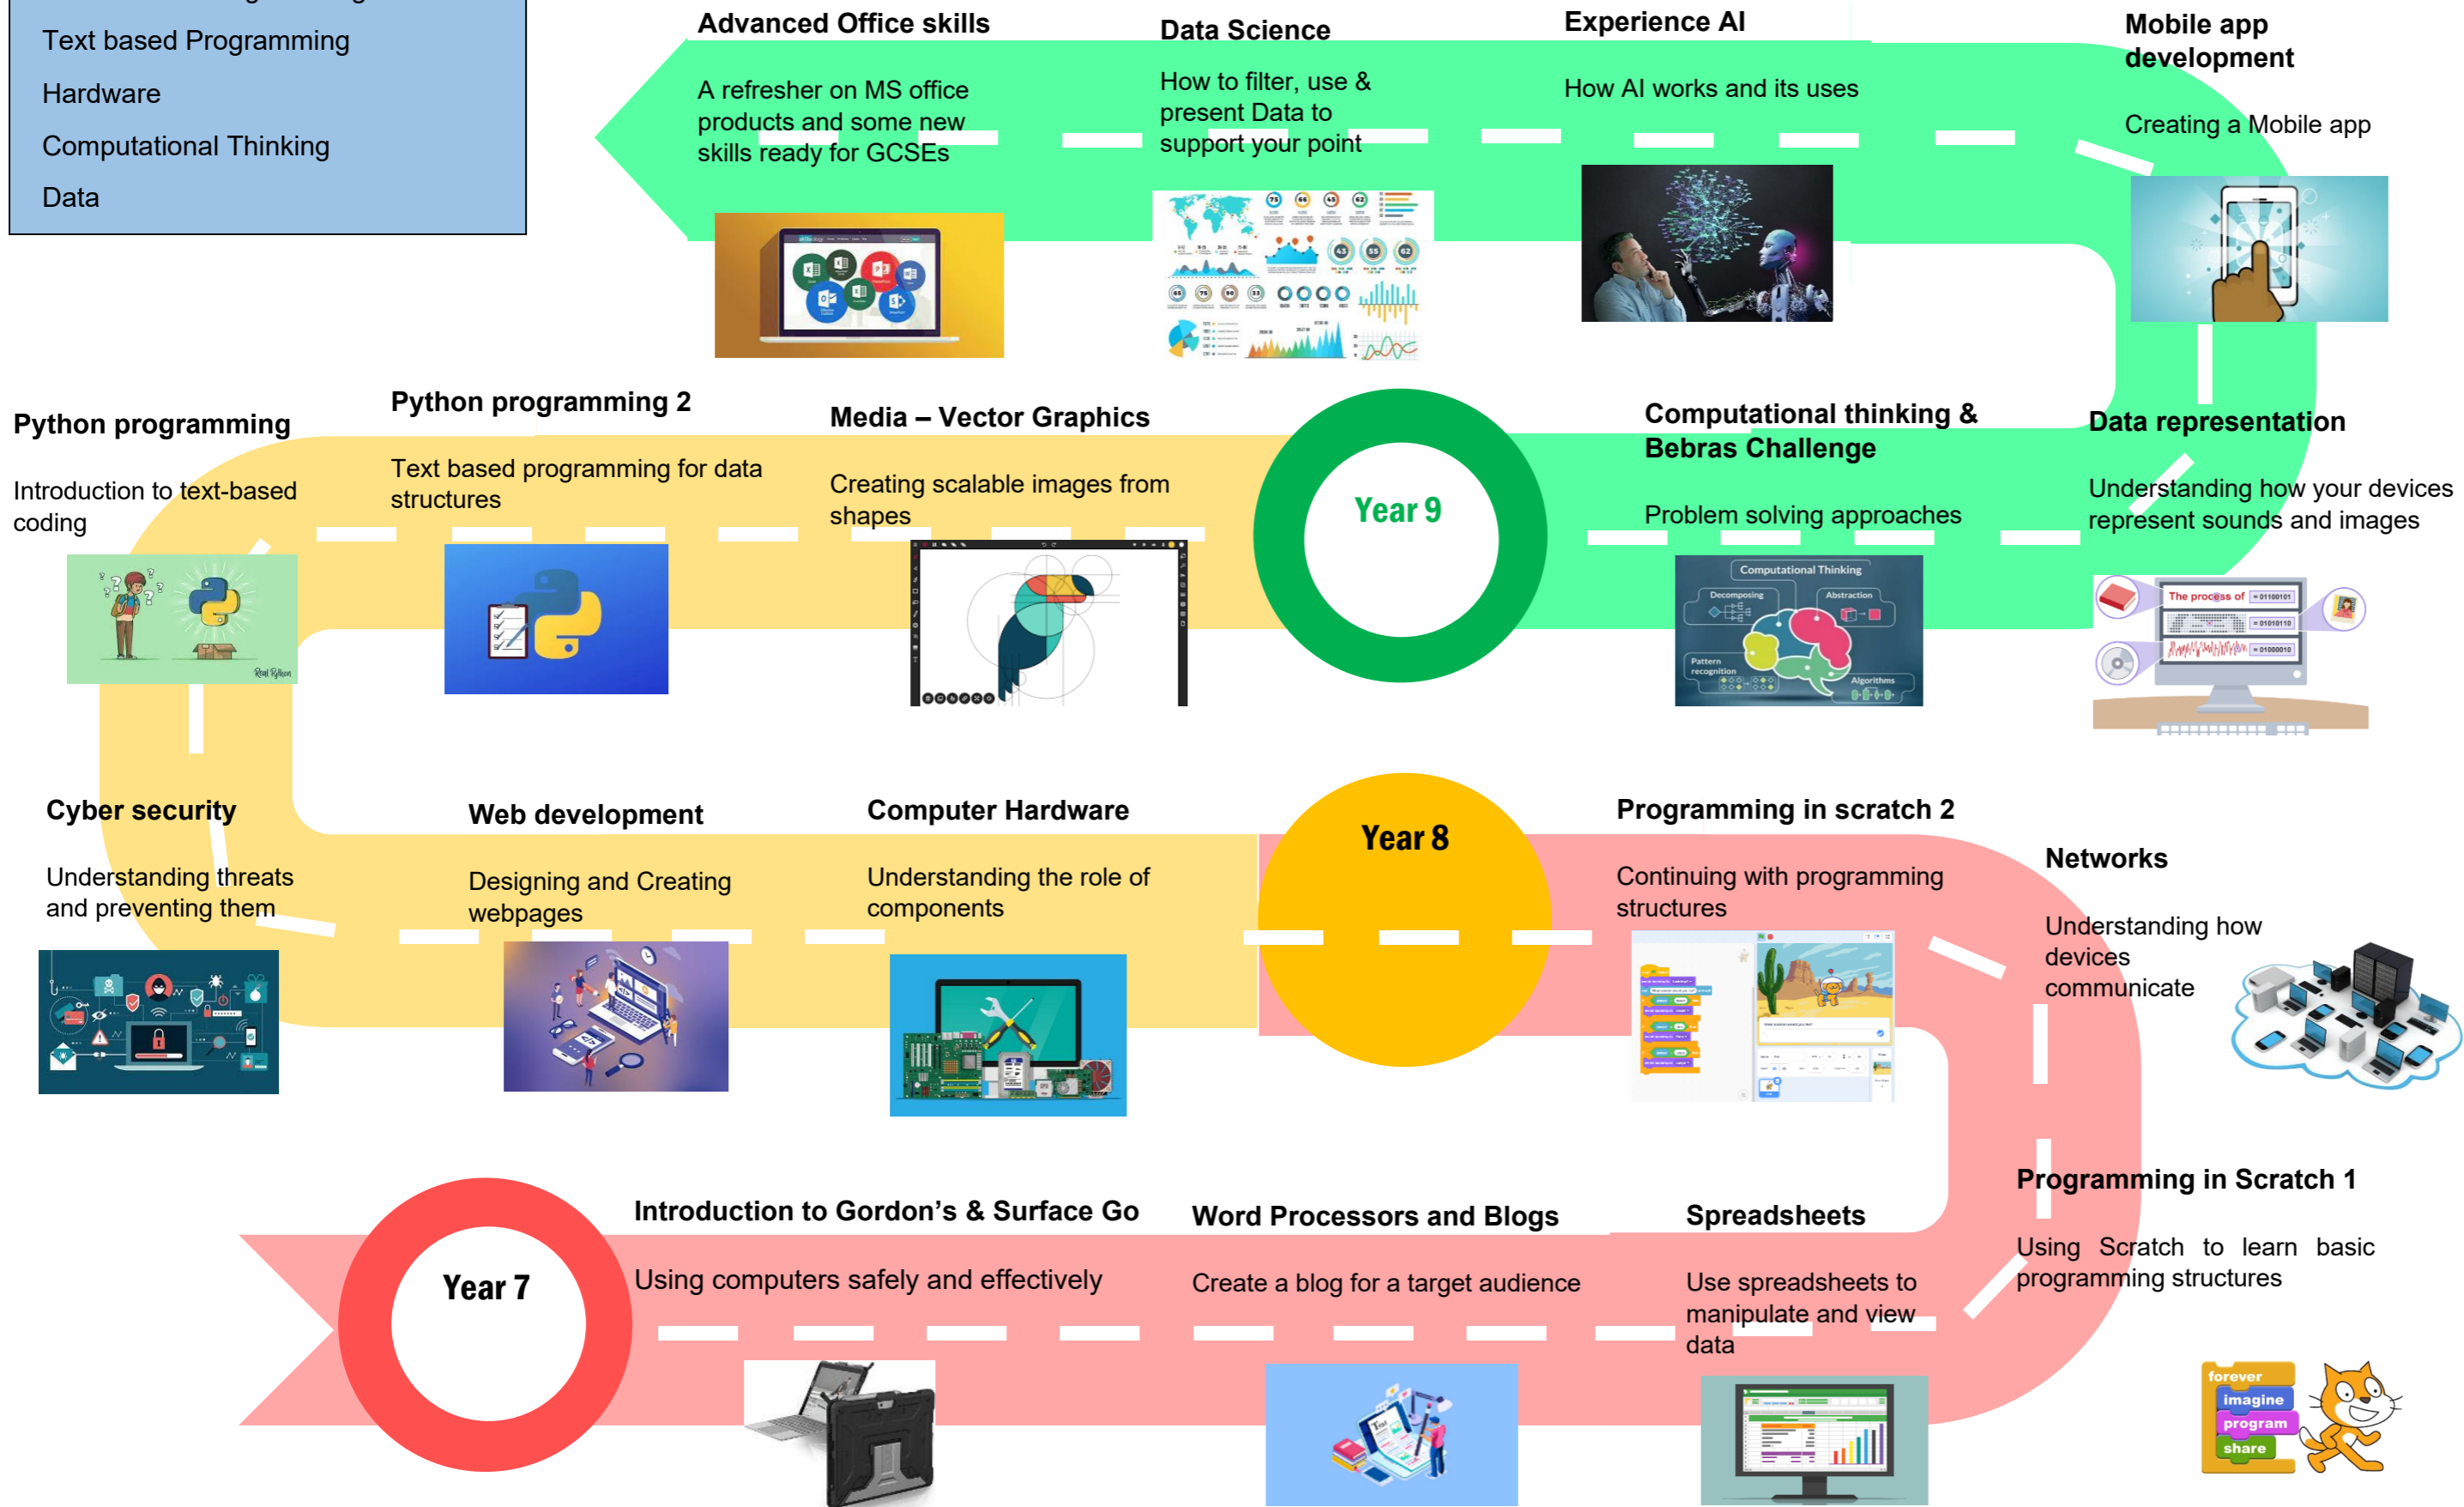 Text based Programming
Hardware
Computational Thinking
Data
Advanced Office skills
A refresher on MS office
products and some new
skills ready for GCSEs
Data Science
How to filter, use &
present Data to
support your point
Experience AI
How AI works and its uses
Mobile app
development
Creating a Mobile app
Python programming
Introduction to text-based
coding
Real Python
Python programming 2
Text based programming for data
structures
Media – Vector Graphics
Creating scalable images from
shapes
Year 9
Computational thinking &
Bebras Challenge
Problem solving approaches
Computational Thinking
Decomposing
Abstraction
Pattern
recognition
Algorithms
Data representation
Understanding how your devices
represent sounds and images
The process of = 01100101
= 01010110
= 01000010
Cyber security
Understanding threats
and preventing them
Web development
Designing and Creating
webpages
Computer Hardware
Understanding the role of
components
Year 8
Programming in scratch 2
Continuing with programming
structures
Networks
Understanding how
devices
communicate
Year 7
Introduction to Gordon's & Surface Go
Using computers safely and effectively
Word Processors and Blogs
Create a blog for a target audience
Text
Spreadsheets
Use spreadsheets to
manipulate and view
data
Programming in Scratch 1
Using Scratch to learn basic
programming structures
forever
imagine
program
share